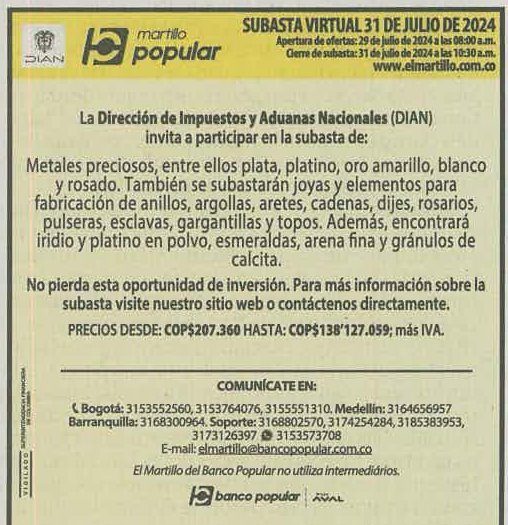 DIAN
martillo
popular
SUBASTA VIRTUAL 31 DE JULIO DE 2024
Apertura de ofertas: 29 de julio de 2024 a las 08:00 a.m.
Cierre de subasta: 31 de julio de 2024 a las 10:30 a.m.
www.elmartillo.com.co
La Dirección de Impuestos y Aduanas Nacionales (DIAN)
invita a participar en la subasta de:
Metales preciosos, entre ellos plata, platino, oro amarillo, blanco
y rosado. También se subastarán joyas y elementos para
fabricación de anillos, argollas, aretes, cadenas, dijes, rosarios,
pulseras, esclavas, gargantillas y topos. Además, encontrará
iridio y platino en polvo, esmeraldas, arena fina y gránulos de
calcita.
No pierda esta oportunidad de inversión. Para más información sobre la
subasta visite nuestro sitio web o contáctenos directamente.
PRECIOS DESDE: COP$207.360 HASTA: COP$138'127.059; más IVA.
COMUNÍCATE EN:
Bogotá: 3153552560, 3153764076, 3155551310. Medellín: 3164656957
Barranquilla: 3168300964. Soporte: 3168802570, 3174254284, 3185383953,
3173126397 3153573708
E-mail: elmartillo@bancopopular.com.co
El Martillo del Banco Popular no utiliza intermediários.
banco popular
AVAL
VIGILADO SUPERINTENDENCIA FINANCIERA
DE COLOMBIA